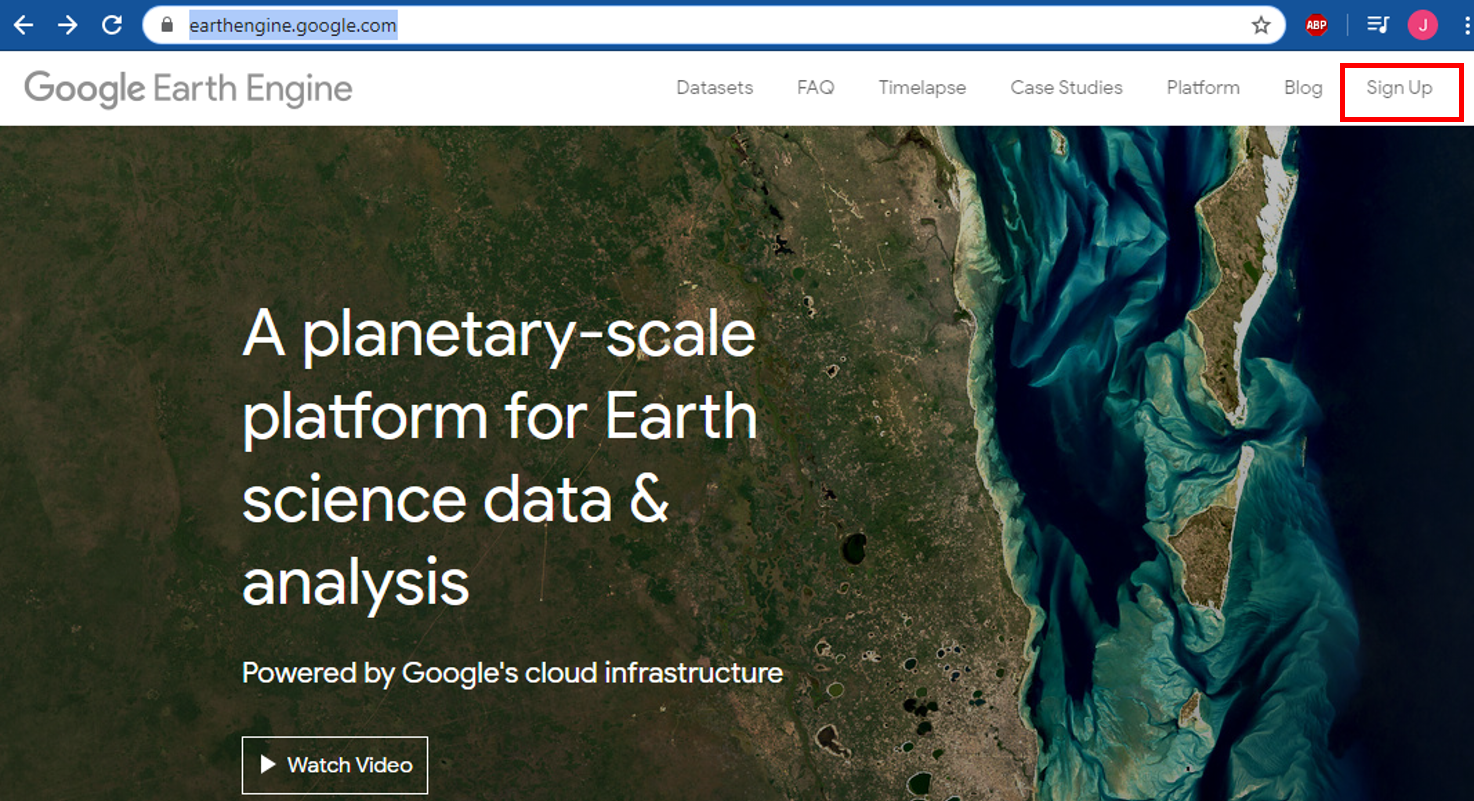 earthengine.google.com
ABP
J
Google Earth Engine
Datasets FAQ Timelapse Case Studies Platform Blog Sign Up
A planetary-scale
platform for Earth
science data &
analysis
Powered by Google's cloud infrastructure
Watch Video